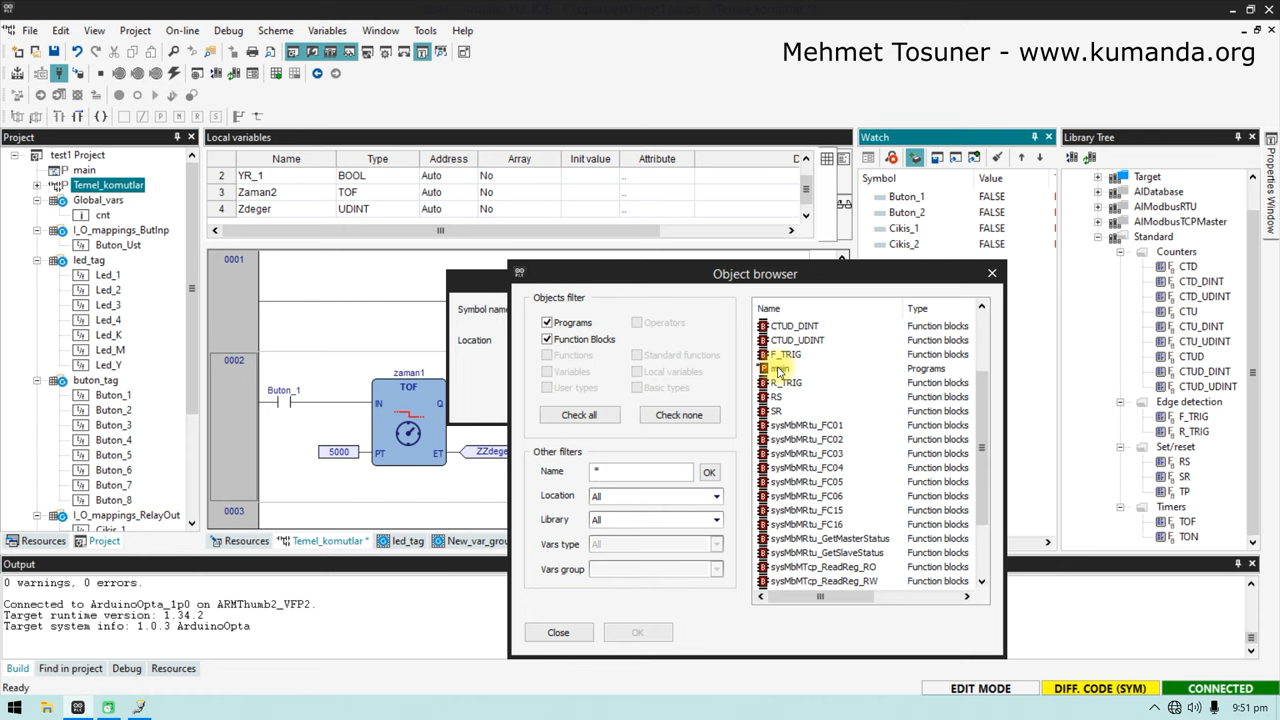 File Edit View Project On-line Debug Scheme Variables Window Tools Help
Mehmet Tosuner - www.kumanda.org
Project
test1 Project
main
Temel_komutlar
Global_vars
cnt
I_O_mappings_ButInp
Buton_Ust
led_tag
Led_1
Led_2
Led_3
Led_4
Led_K
Led_M
Led_Y
buton_tag
Buton_1
Buton_2
Buton_3
Buton_4
Buton_5
Buton_6
Buton_7
Buton_8
I_O_mappings_RelayOut
Cikis_1
Resources Project
Local variables
Name Type Address Array Init value Attribute D
2 YR_1 BOOL Auto No ..
3 Zaman2 TOF Auto No ..
4 Zdeger UDINT Auto No ..
0001
0002
Buton_1
zaman1
TOF
IN Q
5000 PT ET ZZdeger
0003
Symbol name
Location
Resources Temel_komutlar * led_tag New_var_grou
Object browser
Objects filter
Programs Operators
Function Blocks
Functions Standard functions
Variables Local variables
User types Basic types
Check all Check none
Other filters
Name * OK
Location All
Library All
Vars type All
Vars group
Close OK
Name Type
CTUD_DINT Function blocks
CTUD_UDINT Function blocks
F_TRIG Function blocks
main Programs
R_TRIG Function blocks
RS Function blocks
SR Function blocks
sysMbMRtu_FC01 Function blocks
sysMbMRtu_FC02 Function blocks
sysMbMRtu_FC03 Function blocks
sysMbMRtu_FC04 Function blocks
sysMbMRtu_FC05 Function blocks
sysMbMRtu_FC06 Function blocks
sysMbMRtu_FC15 Function blocks
sysMbMRtu_FC16 Function blocks
sysMbMRtu_GetMasterStatus Function blocks
sysMbMRtu_GetSlaveStatus Function blocks
sysMbMTcp_ReadReg_RO Function blocks
sysMbMTcp_ReadReg_RW Function blocks
Watch
Symbol Value
Buton_1 FALSE
Buton_2 FALSE
Cikis_1 FALSE
Cikis_2 FALSE
Library Tree
Target
AlDatabase
AlModbusRTU
AlModbusTCPMaster
Standard
Counters
CTD
CTD_DINT
CTD_UDINT
CTU
CTU_DINT
CTU_UDINT
CTUD
CTUD_DINT
CTUD_UDINT
Edge detection
F_TRIG
R_TRIG
Set/reset
RS
SR
TP
Timers
TOF
TON
Properties Window
Output
0 warnings, 0 errors.
Connected to ArduinoOpta_1p0 on ARMThumb2_VFP2.
Target runtime version: 1.34.2
Target system info: 1.0.3 ArduinoOpta
Build Find in project Debug Resources
Ready EDIT MODE DIFF. CODE (SYM) CONNECTED
9:51 pm